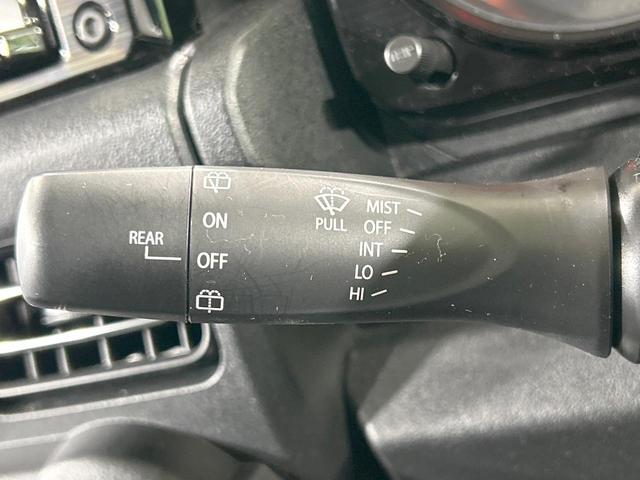 REAR
ON
OFF
PULL
MIST
OFF
INT
LO
HI